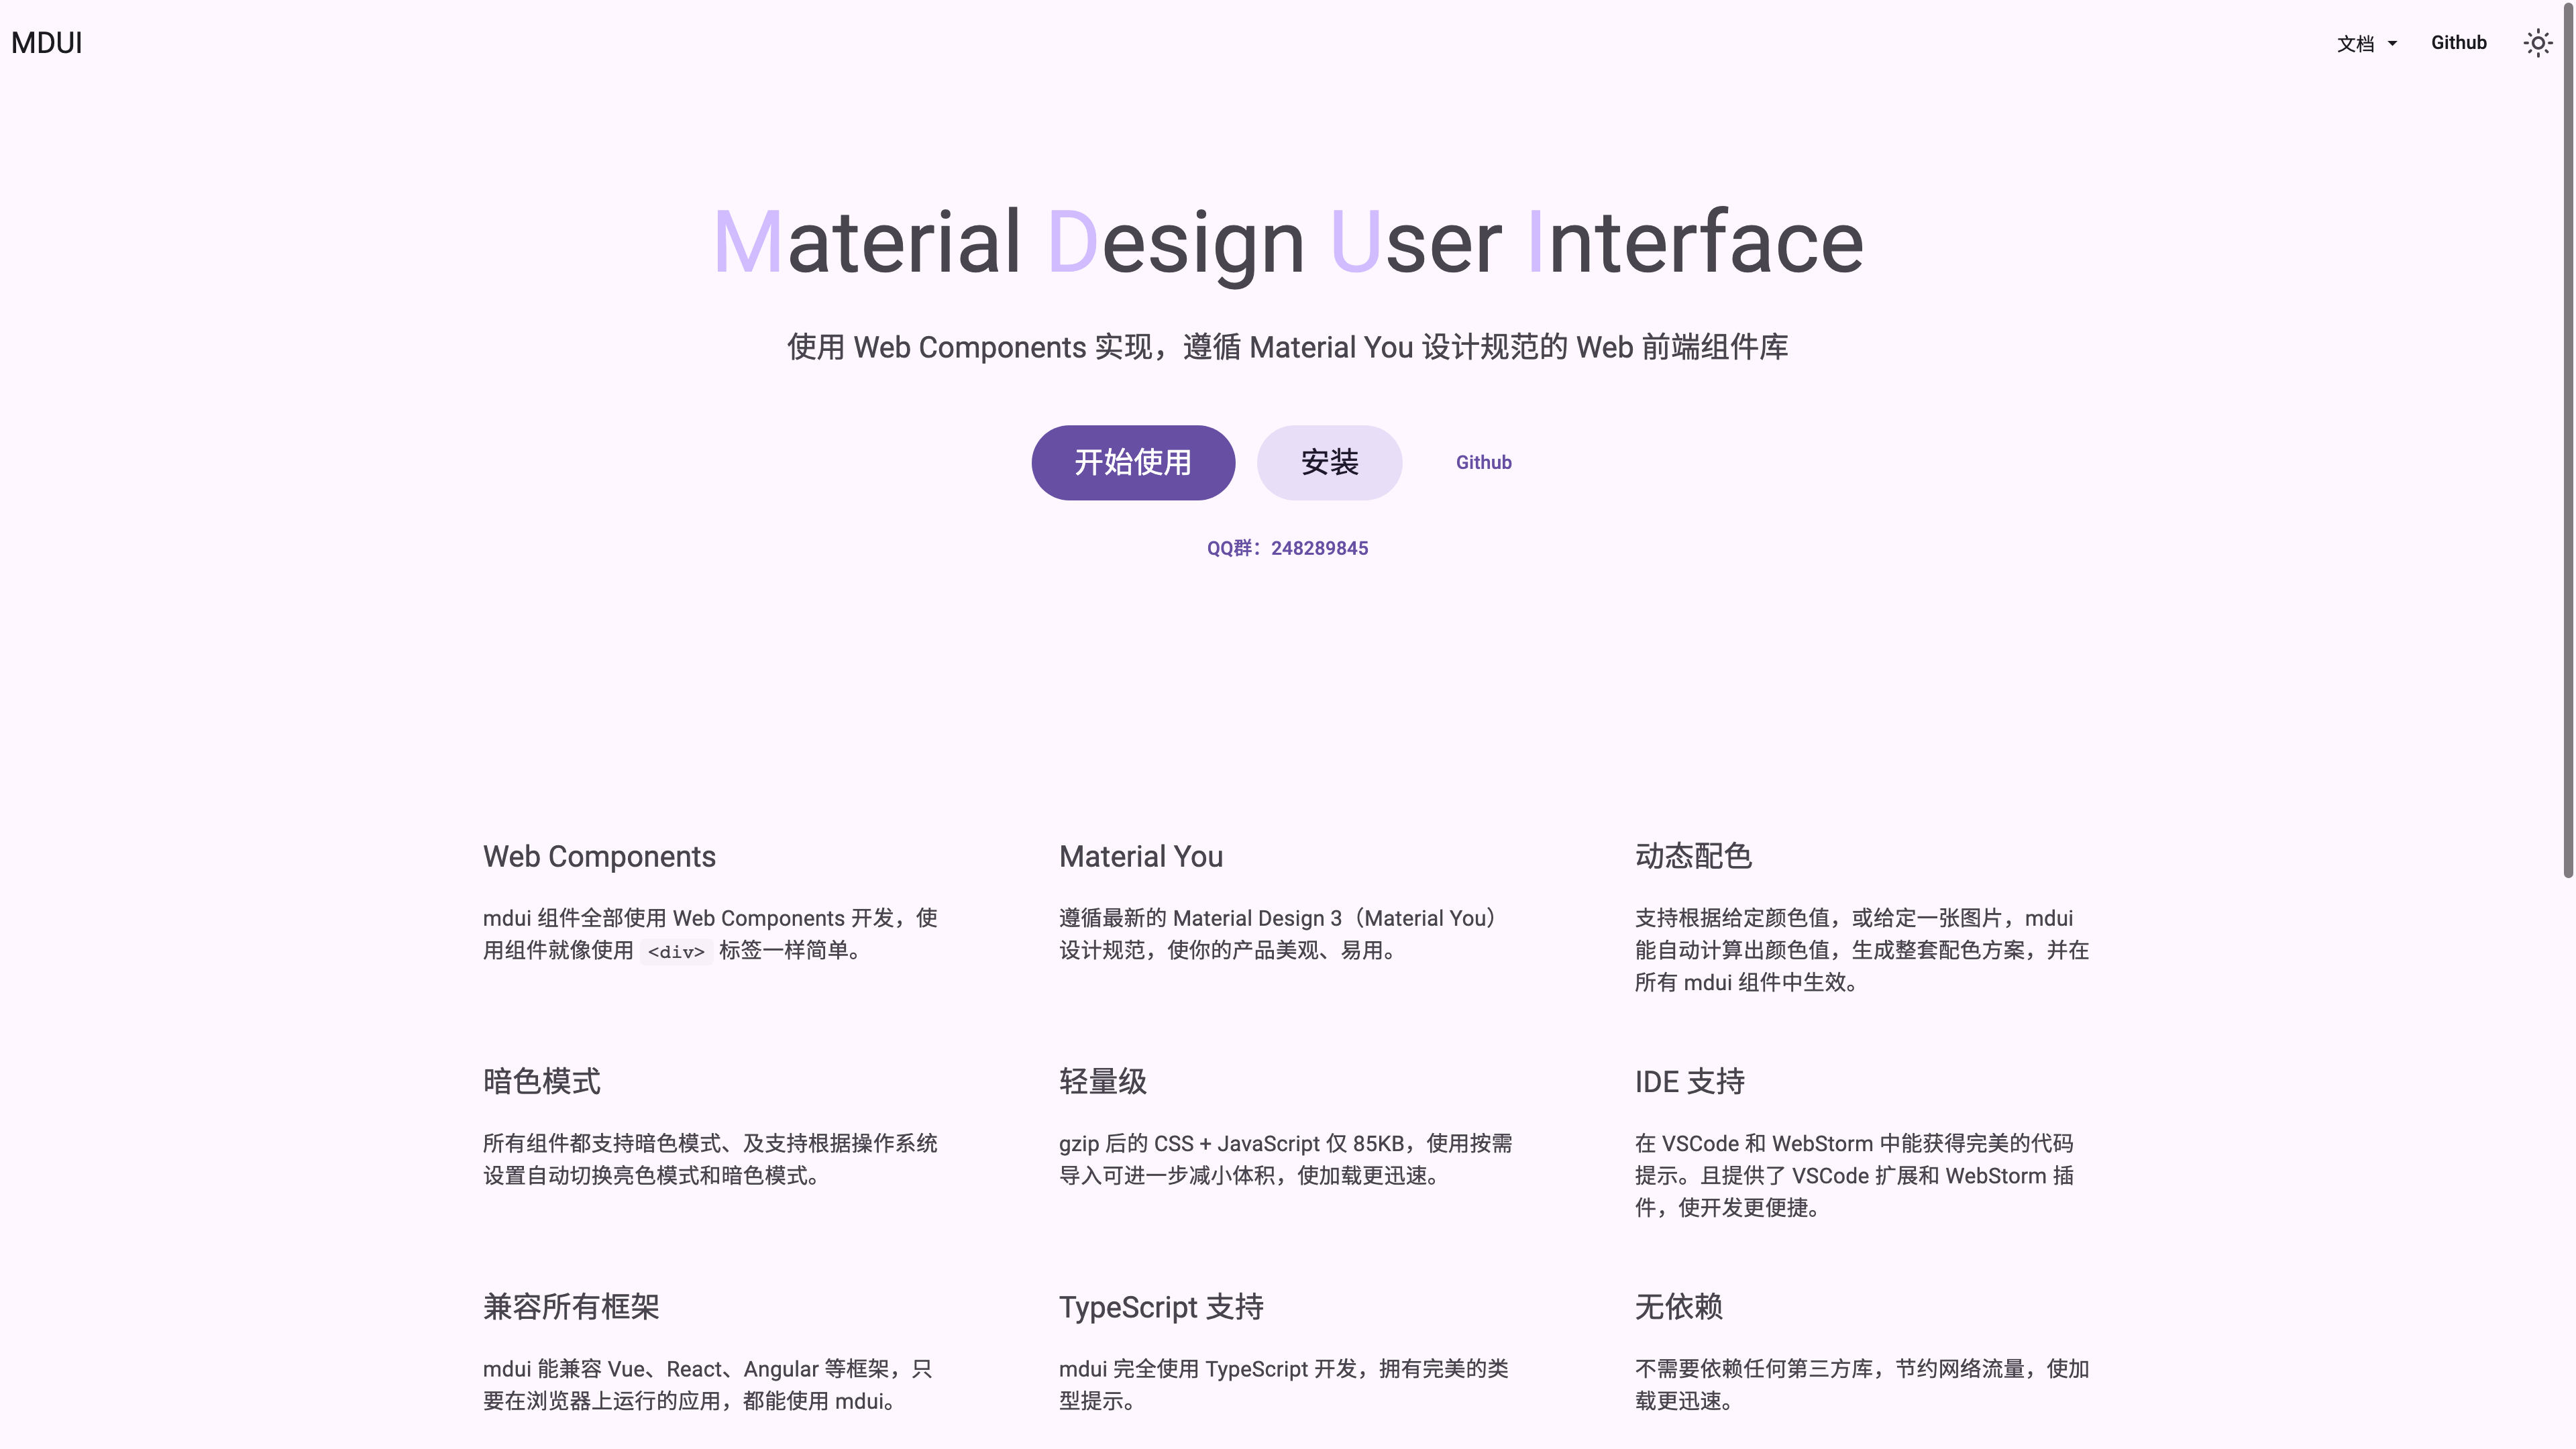 MDUI
文档
Github
Material Design User Interface
使用 Web Components 实现，遵循 Material You 设计规范的 Web 前端组件库
开始使用
安装
Github
QQ群：248289845
Web Components
mdui 组件全部使用 Web Components 开发，使
用组件就像使用 <div> 标签一样简单。
Material You
遵循最新的 Material Design 3（Material You）
设计规范，使你的产品美观、易用。
动态配色
支持根据给定颜色值，或给定一张图片，mdui
能自动计算出颜色值，生成整套配色方案，并在
所有 mdui 组件中生效。
暗色模式
所有组件都支持暗色模式、及支持根据操作系统
设置自动切换亮色模式和暗色模式。
轻量级
gzip 后的 CSS + JavaScript 仅 85KB，使用按需
导入可进一步减小体积，使加载更迅速。
IDE 支持
在 VSCode 和 WebStorm 中能获得完美的代码
提示。且提供了 VSCode 扩展和 WebStorm 插
件，使开发更便捷。
兼容所有框架
mdui 能兼容 Vue、React、Angular 等框架，只
要在浏览器上运行的应用，都能使用 mdui。
TypeScript 支持
mdui 完全使用 TypeScript 开发，拥有完美的类
型提示。
无依赖
不需要依赖任何第三方库，节约网络流量，使加
载更迅速。